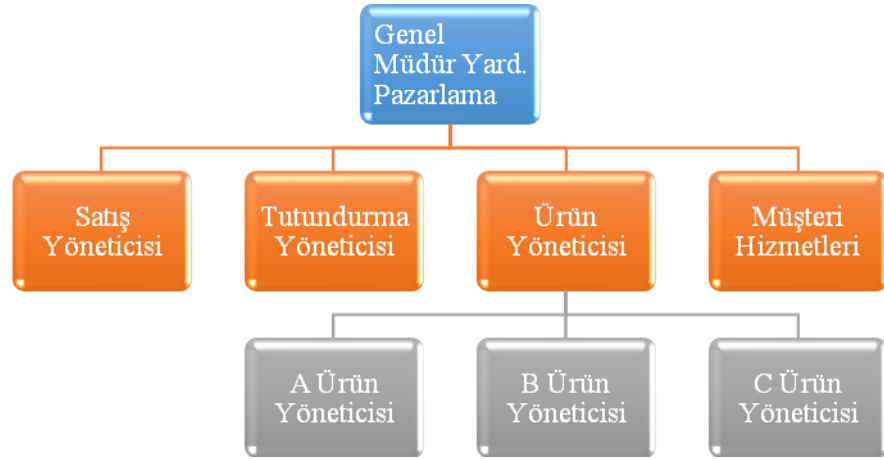 Genel
Müdür Yard.
Pazarlama
Satış
Yöneticisi
Tutundurma
Yöneticisi
Ürün
Yöneticisi
Müşteri
Hizmetleri
A Ürün
Yöneticisi
B Ürün
Yöneticisi
C Ürün
Yöneticisi